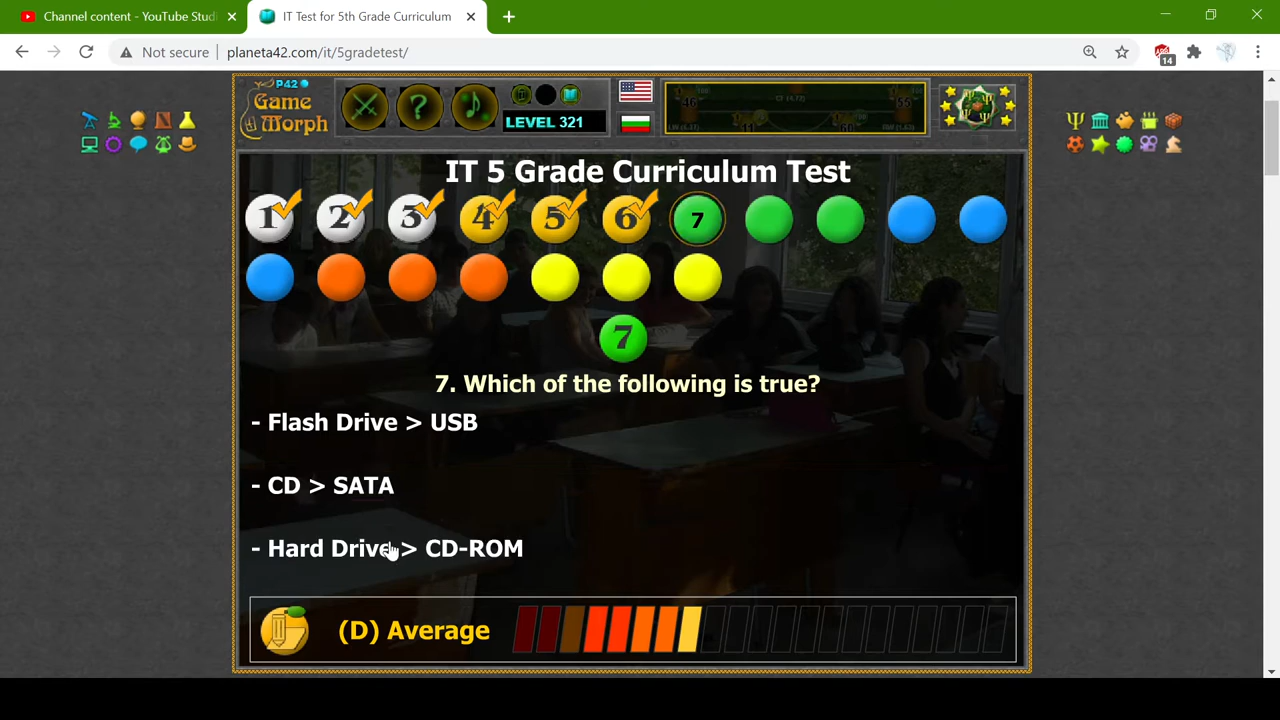 Channel content - YouTube Studi
IT Test for 5th Grade Curriculum
Not secure
planeta42.com/it/5gradetest/
14
P42
Game Morph
LEVEL 321
IT 5 Grade Curriculum Test
1 2 3 4 5 6 7
7
7. Which of the following is true?
- Flash Drive > USB
- CD > SATA
- Hard Drive > CD-ROM
(D) Average